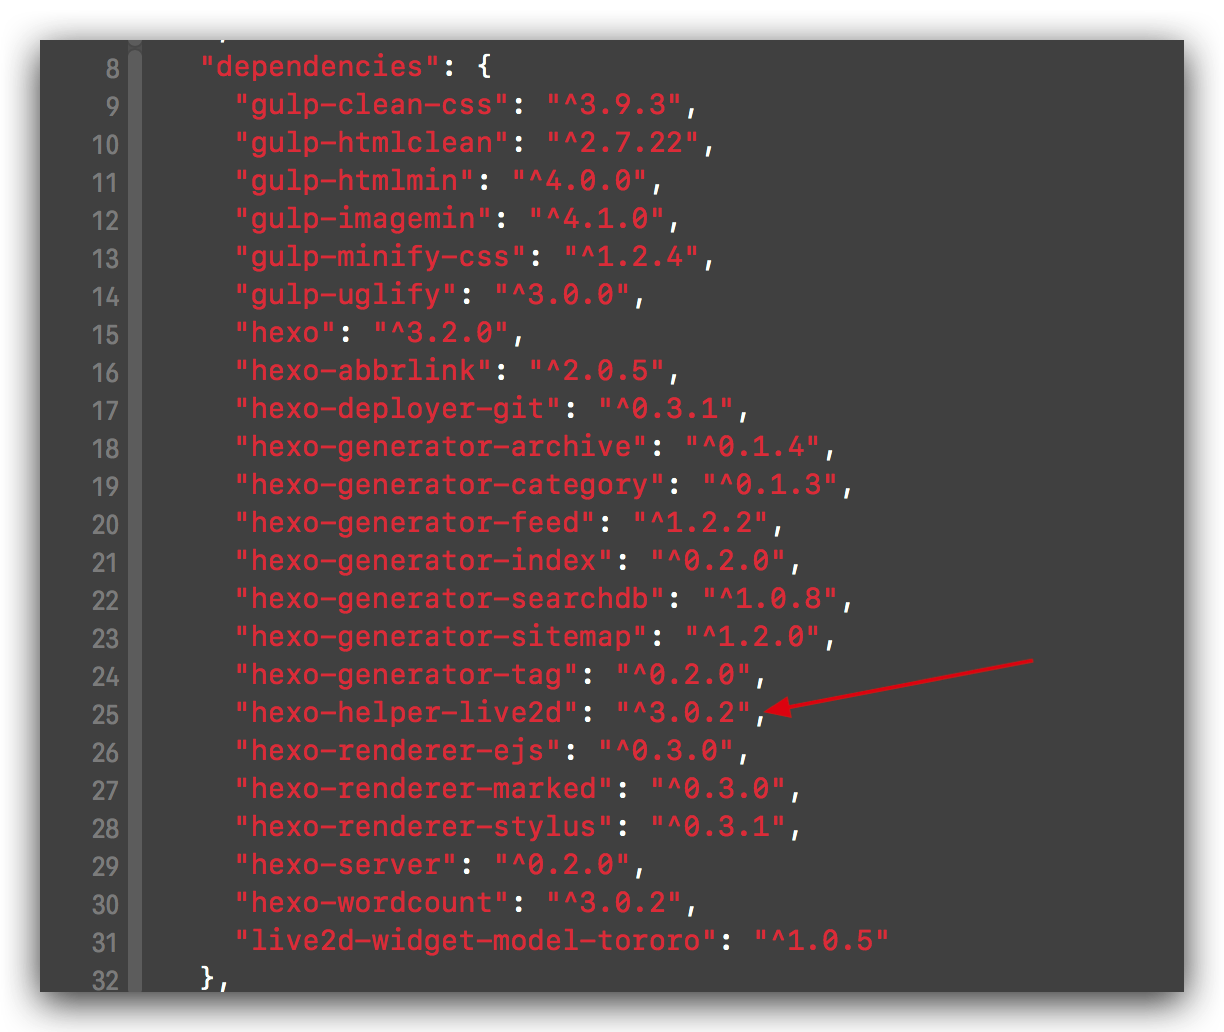 8 "dependencies": {
9 "gulp-clean-css": "^3.9.3",
10 "gulp-htmlclean": "^2.7.22",
11 "gulp-htmlmin": "^4.0.0",
12 "gulp-imagemin": "^4.1.0",
13 "gulp-minify-css": "^1.2.4",
14 "gulp-uglify": "^3.0.0",
15 "hexo": "^3.2.0",
16 "hexo-abbrlink": "^2.0.5",
17 "hexo-deployer-git": "^0.3.1",
18 "hexo-generator-archive": "^0.1.4",
19 "hexo-generator-category": "^0.1.3",
20 "hexo-generator-feed": "^1.2.2",
21 "hexo-generator-index": "^0.2.0",
22 "hexo-generator-searchdb": "^1.0.8",
23 "hexo-generator-sitemap": "^1.2.0",
24 "hexo-generator-tag": "^0.2.0",
25 "hexo-helper-live2d": "^3.0.2",
26 "hexo-renderer-ejs": "^0.3.0",
27 "hexo-renderer-marked": "^0.3.0",
28 "hexo-renderer-stylus": "^0.3.1",
29 "hexo-server": "^0.2.0",
30 "hexo-wordcount": "^3.0.2",
31 "live2d-widget-model-tororo": "^1.0.5"
32 },